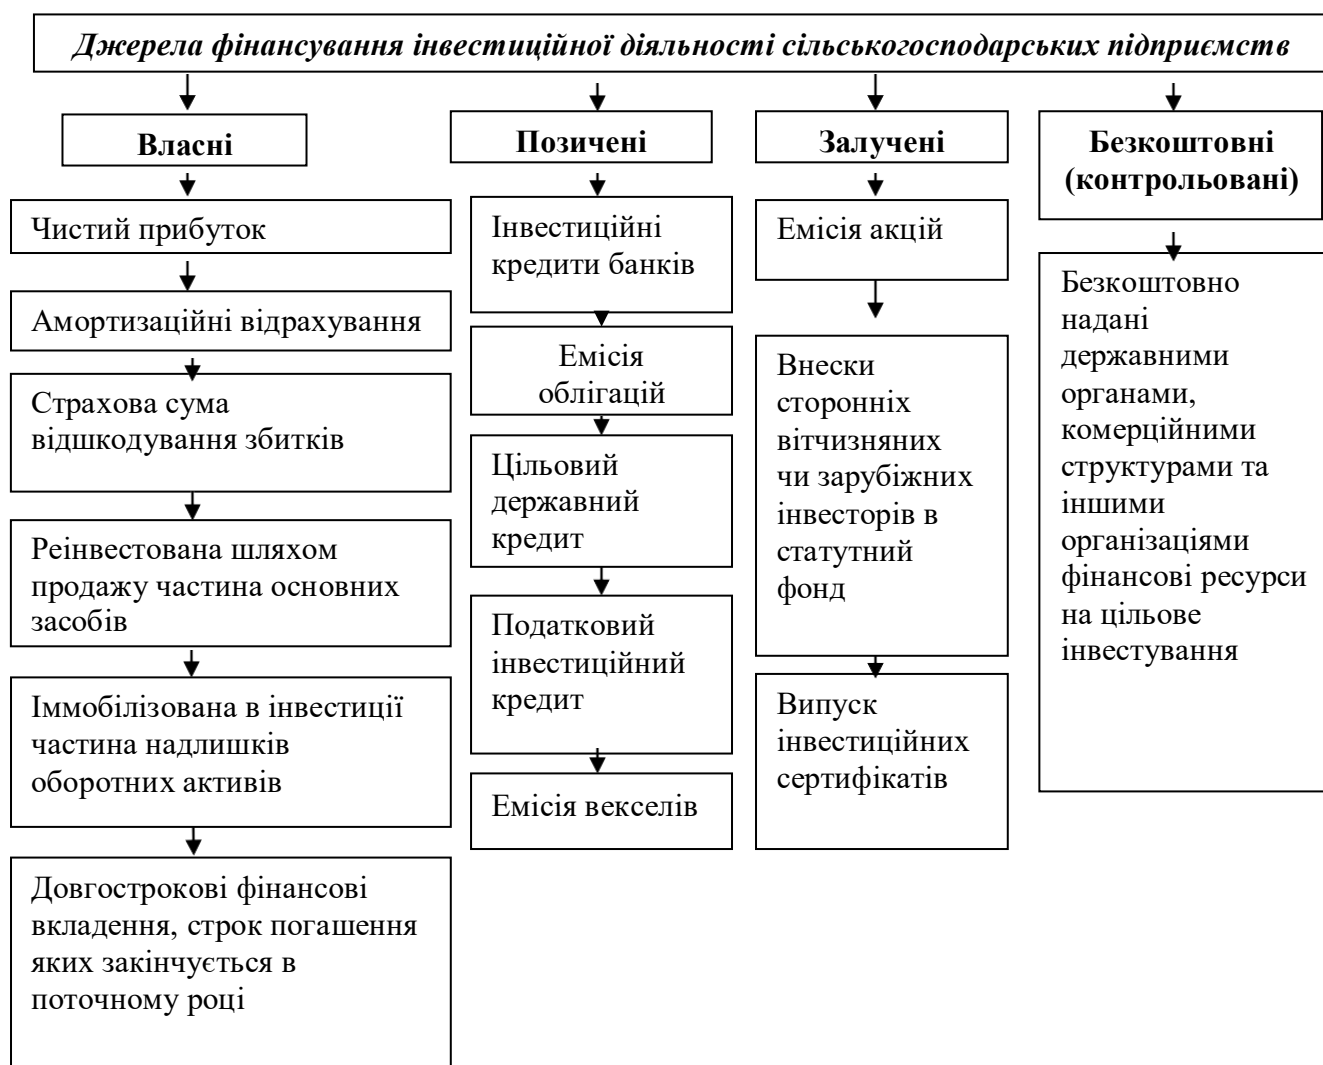 Джерела фінансування інвестиційної діяльності сільськогосподарських підприємств
Власні
Чистий прибуток
Амортизаційні відрахування
Страхова сума
відшкодування збитків
Реінвестована шляхом
продажу частина основних
засобів
Іммобілізована в інвестиції
частина надлишків
оборотних активів
Довгострокові фінансові
вкладення, строк погашення
яких закінчується в
поточному році
Позичені
Інвестиційні
кредити банків
Емісія
облігацій
Цільовий
державний
кредит
Податковий
інвестиційний
кредит
Емісія векселів
Залучені
Емісія акцій
Внески
сторонніх
вітчизняних
чи зарубіжних
інвесторів в
статутний
фонд
Випуск
інвестиційних
сертифікатів
Безкоштовні
(контрольовані)
Безкоштовно
надані
державними
органами,
комерційними
структурами та
іншими
організаціями
фінансові ресурси
на цільове
інвестування